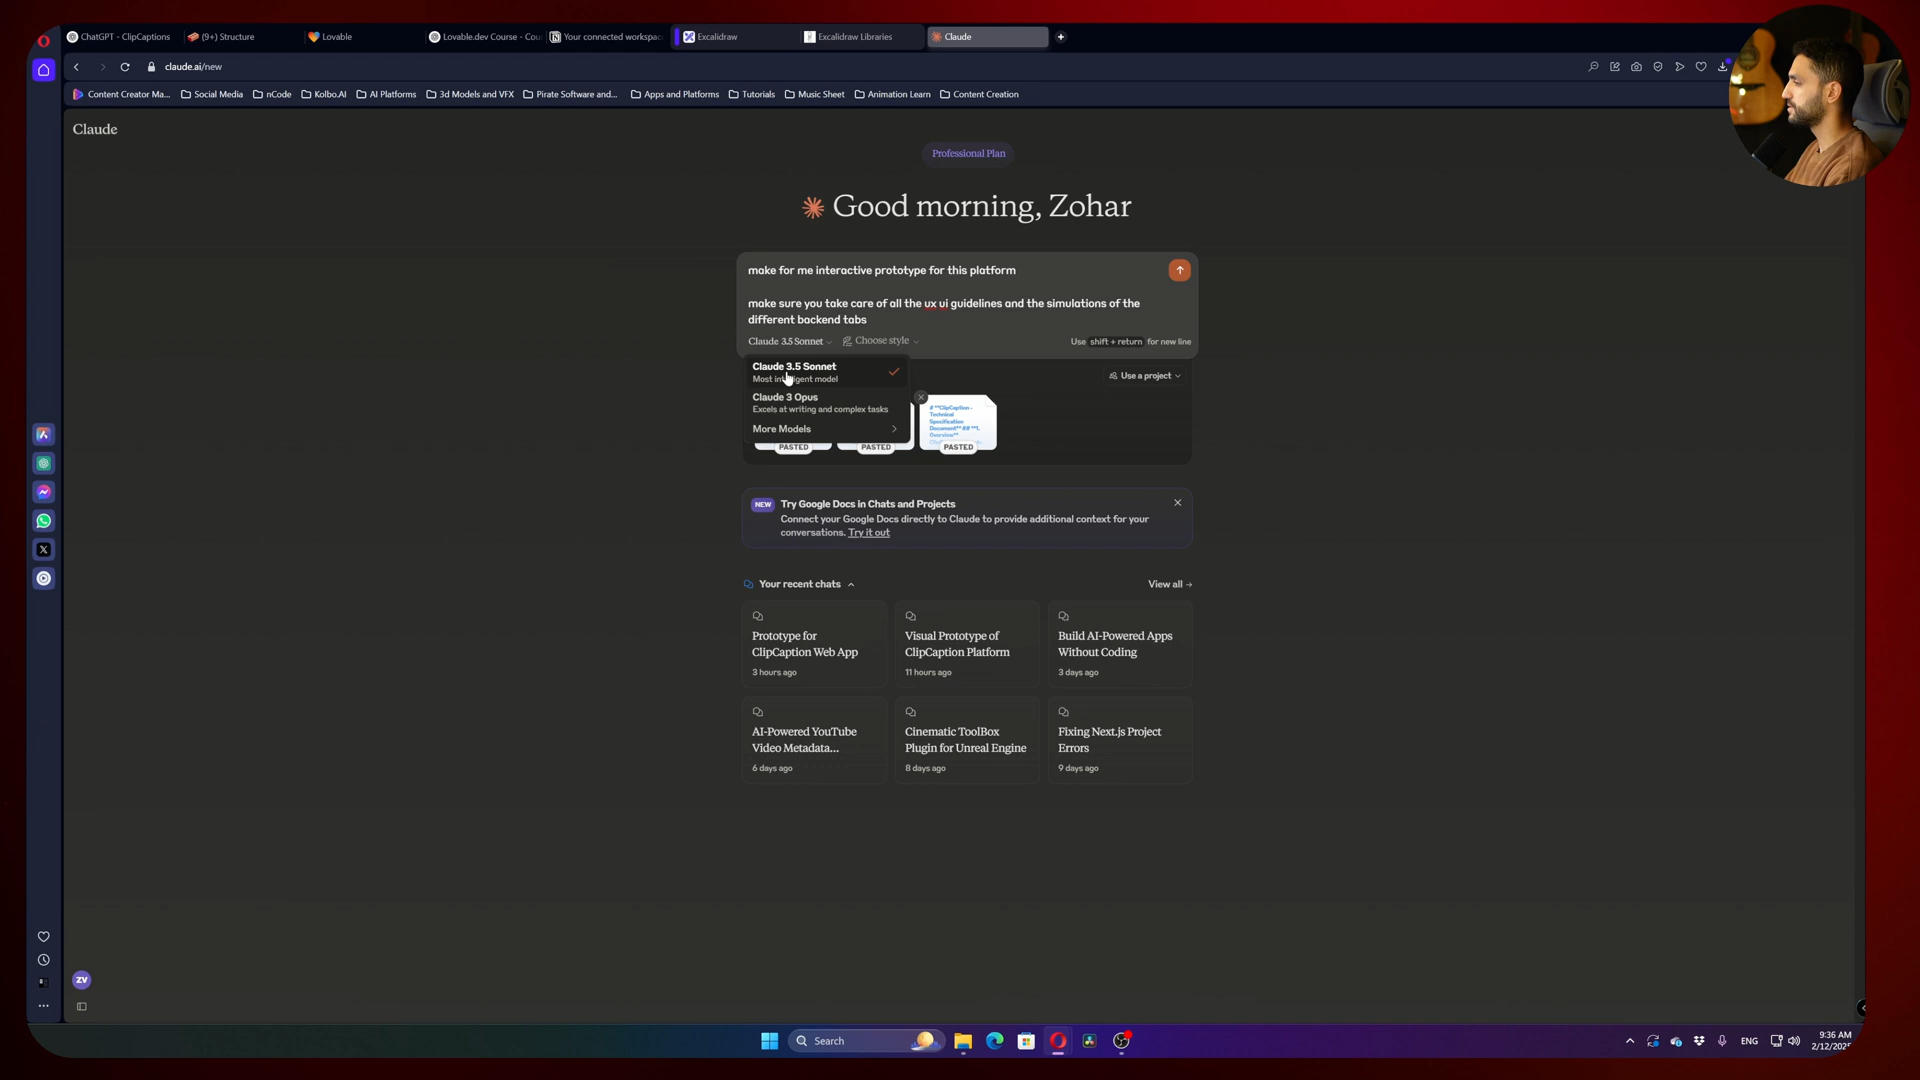 ChatGPT - ClipCaptions
(9+) Structure
Lovable
Lovable.dev Course - Cou
Your connected workspac
Excalidraw
Excalidraw Libraries
Claude
claude.ai/new
Content Creator Ma...
Social Media
nCode
Kolbo.AI
AI Platforms
3d Models and VFX
Pirate Software and...
Apps and Platforms
Tutorials
Music Sheet
Animation Learn
Content Creation
Claude
Professional Plan
Good morning, Zohar
make for me interactive prototype for this platform
make sure you take care of all the ux ui guidelines and the simulations of the
different backend tabs
Claude 3.5 Sonnet
Choose style
Use shift + return for new line
Claude 3.5 Sonnet
Most intelligent model
Use a project
Claude 3 Opus
Excels at writing and complex tasks
More Models
# **ClipCaption -
Technical
Specification
Document** ## **1.
Overview**
PASTED
PASTED
PASTED
NEW
Try Google Docs in Chats and Projects
Connect your Google Docs directly to Claude to provide additional context for your
conversations. Try it out
Your recent chats
View all
Prototype for
ClipCaption Web App
3 hours ago
Visual Prototype of
ClipCaption Platform
11 hours ago
Build AI-Powered Apps
Without Coding
3 days ago
AI-Powered YouTube
Video Metadata...
6 days ago
Cinematic ToolBox
Plugin for Unreal Engine
8 days ago
Fixing Next.js Project
Errors
9 days ago
ZV
Search
ENG
9:36 AM